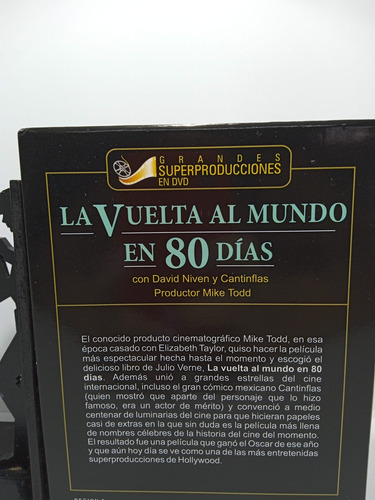 GRANDES
SUPERPRODUCCIONES
EN DVD
LA VUELTA AL MUNDO
EN 80 DÍAS
con David Niven y Cantinflas
Productor Mike Todd
El conocido producto cinematográfico Mike Todd, en esa
época casado con Elizabeth Taylor, quiso hacer la película
más espectacular hecha hasta el momento y escogió el
delicioso libro de Julio Verne, La vuelta al mundo en 80
días. Además unió a grandes estrellas del cine
internacional, incluso el gran cómico mexicano Cantinflas
(quien mostró que aparte del personaje que lo hizo
famoso, era un actor de mérito) y convenció a medio
centenar de luminarias del cine para que hicieran papeles
casi de extras en la que sin duda es la película más llena
de nombres célebres de la historia del cine del momento.
El resultado fue una película que ganó el Oscar de ese año
y que aún hoy día se ve como una de las más entretenidas
superproducciones de Hollywood.